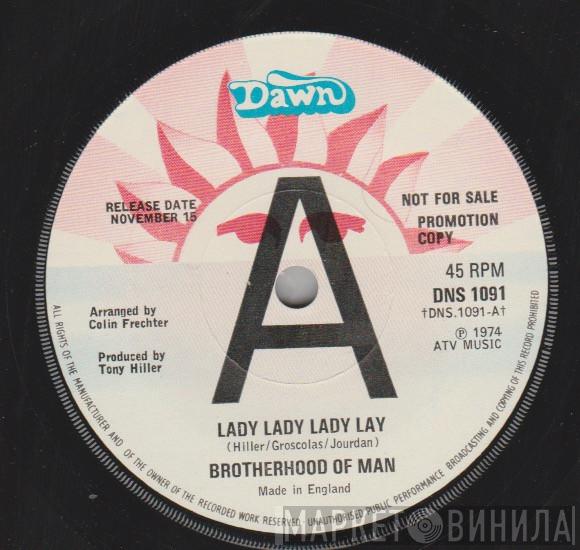 Dawn
RELEASE DATE
NOVEMBER 15
A
NOT FOR SALE
PROMOTION
COPY
45 RPM
DNS 1091
†DNS.1091-A†
Ⓟ 1974
ATV MUSIC
Arranged by
Colin Frechter
Produced by
Tony Hiller
LADY LADY LADY LAY
(Hiller/Groscolas/Jourdan)
BROTHERHOOD OF MAN
Made in England
ALL RIGHTS OF THE MANUFACTURER AND OF THE OWNER OF THE RECORDED WORK RESERVED · UNAUTHORISED PUBLIC PERFORMANCE BROADCASTING AND COPYING OF THIS RECORD PROHIBITED
МАРКЕТ ВИНИЛА